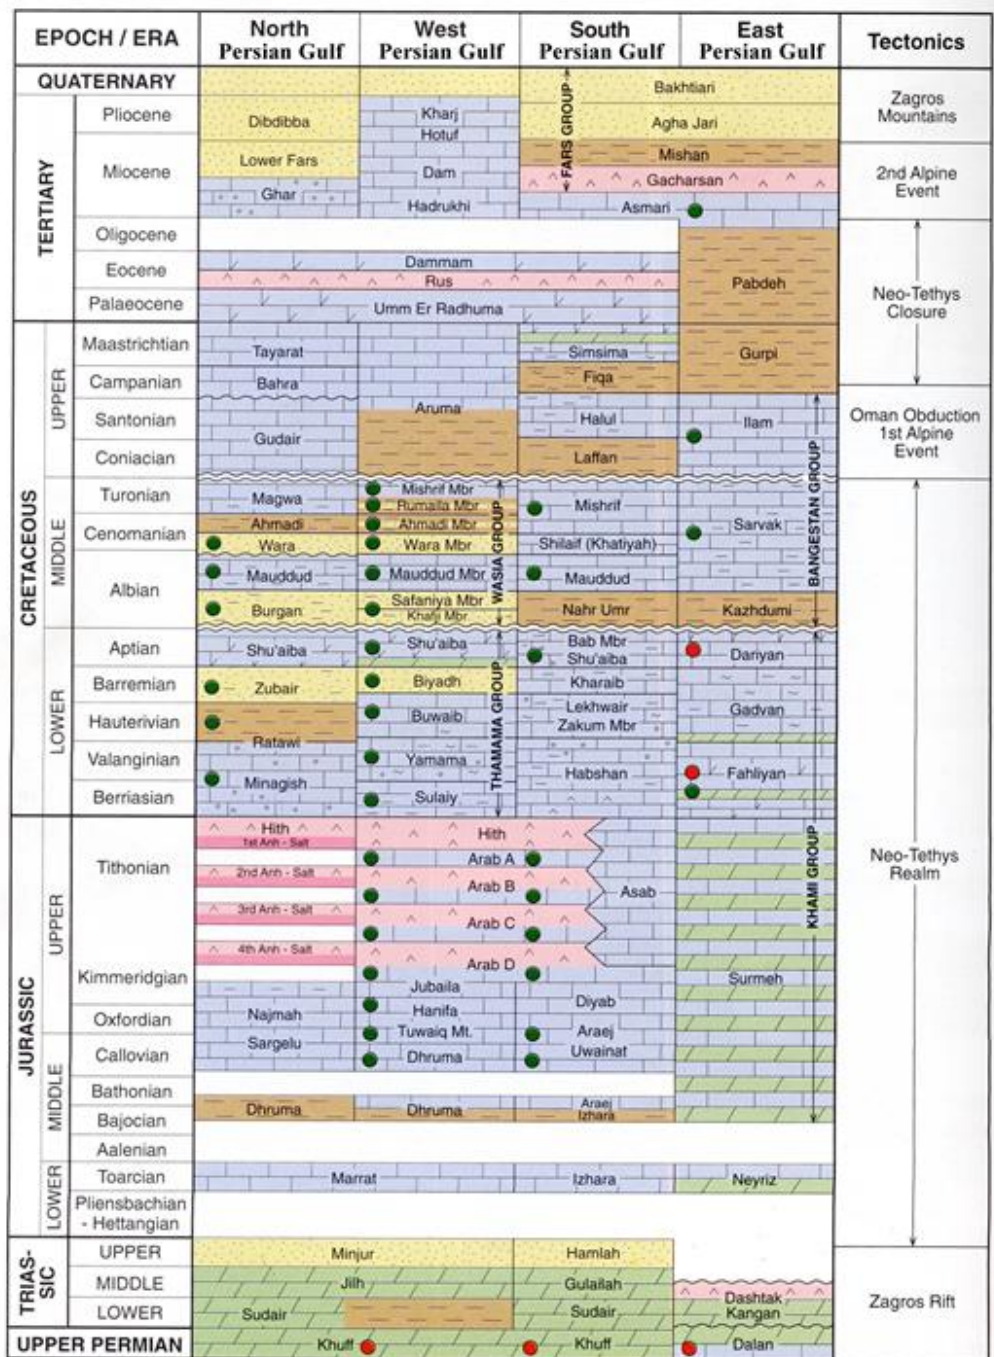 EPOCH / ERA
North Persian Gulf
West Persian Gulf
South Persian Gulf
East Persian Gulf
Tectonics
QUATERNARY
TERTIARY
Pliocene
Miocene
Oligocene
Eocene
Palaeocene
Dibdibba
Lower Fars
Ghar
Kharj
Hotuf
Dam
Hadrukhi
FARS GROUP
Bakhtiari
Agha Jari
Mishan
Gacharsan
Asmari
Dammam
Rus
Umm Er Radhuma
Pabdeh
Zagros Mountains
2nd Alpine Event
Neo-Tethys Closure
CRETACEOUS
UPPER
Maastrichtian
Campanian
Santonian
Coniacian
Tayarat
Bahra
Gudair
Aruma
Simsima
Fiqa
Halul
Laffan
Gurpi
Ilam
Oman Obduction 1st Alpine Event
MIDDLE
Turonian
Cenomanian
Albian
Magwa
Ahmadi
Wara
Mauddud
Burgan
Mishrif Mbr
Rumaila Mbr
Ahmadi Mbr
Wara Mbr
Mauddud Mbr
Safaniya Mbr
Khafji Mbr
WASIA GROUP
Mishrif
Shilaif (Khatiyah)
Mauddud
Nahr Umr
Sarvak
Kazhdumi
BANGESTAN GROUP
LOWER
Aptian
Barremian
Hauterivian
Valanginian
Berriasian
Shu'aiba
Zubair
Ratawi
Minagish
Shu'aiba
Biyadh
Buwaib
Yamama
Sulaiy
THAMAMA GROUP
Bab Mbr
Shu'aiba
Kharaib
Lekhwair
Zakum Mbr
Habshan
Dariyan
Gadvan
Fahliyan
KHAMI GROUP
Neo-Tethys Realm
JURASSIC
UPPER
Tithonian
Kimmeridgian
Oxfordian
Hith
1st Anh - Salt
2nd Anh - Salt
3rd Anh - Salt
4th Anh - Salt
Najmah
Sargelu
Hith
Arab A
Arab B
Arab C
Arab D
Jubaila
Hanifa
Tuwaiq Mt.
Dhruma
Asab
Diyab
Araej
Uwainat
Surmeh
MIDDLE
Callovian
Bathonian
Bajocian
Aalenian
Dhruma
Dhruma
Araej
Izhara
LOWER
Toarcian
Pliensbachian - Hettangian
Marrat
Izhara
Neyriz
TRIAS-SIC
UPPER
MIDDLE
LOWER
Minjur
Jilh
Sudair
Hamlah
Gulailah
Sudair
Dashtak
Kangan
Zagros Rift
UPPER PERMIAN
Khuff
Khuff
Dalan